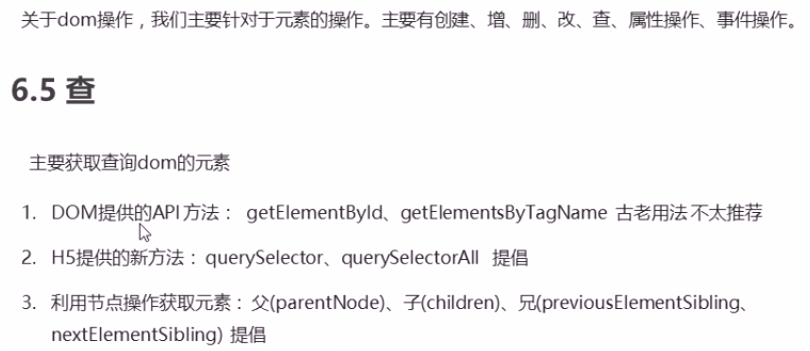 关于dom操作，我们主要针对于元素的操作。主要有创建、增、删、改、查、属性操作、事件操作。
6.5 查
主要获取查询dom的元素
1. DOM提供的API 方法： getElementById、getElementsByTagName 古老用法 不太推荐
2. H5提供的新方法：querySelector、querySelectorAll 提倡
3. 利用节点操作获取元素：父(parentNode)、子(children)、兄(previousElementSibling、
nextElementSibling) 提倡